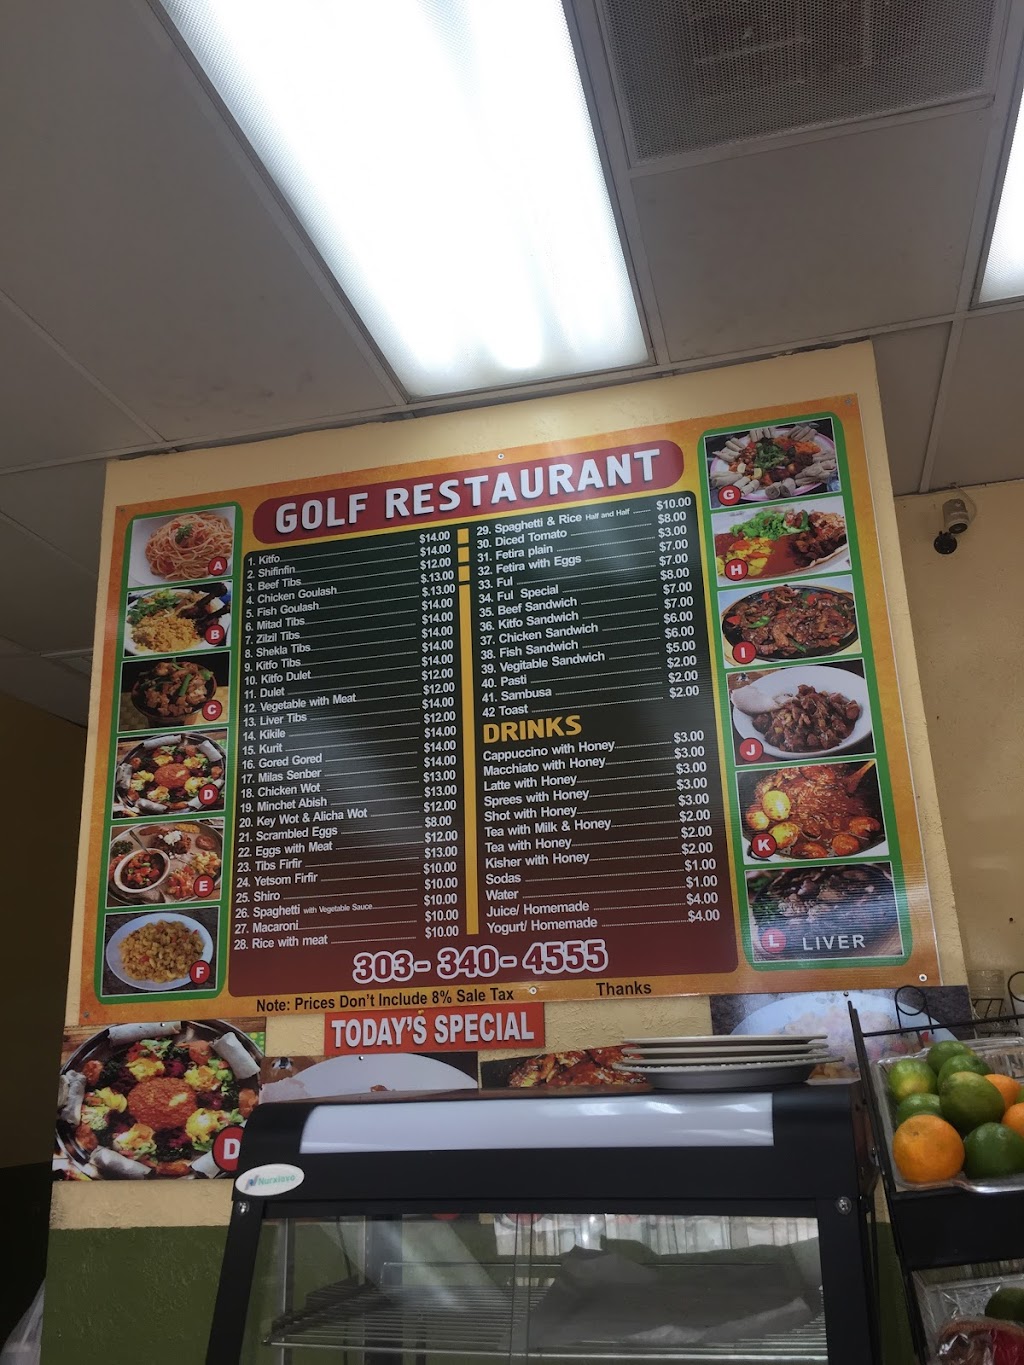 GOLF RESTAURANT
1. Kitfo $14.00
2. Shifinfin $14.00
3. Beef Tibs $12.00
4. Chicken Goulash $.13.00
5. Fish Goulash $.13.00
6. Mitad Tibs $14.00
7. Zilzil Tibs $14.00
8. Shekla Tibs $14.00
9. Kitfo Tibs $14.00
10. Kitfo Dulet $14.00
11. Dulet $12.00
12. Vegetable with Meat $12.00
13. Liver Tibs $14.00
14. Kikile $12.00
15. Kurit $14.00
16. Gored Gored $14.00
17. Milas Senber $14.00
18. Chicken Wot $13.00
19. Minchet Abish $13.00
20. Key Wot & Alicha Wot $12.00
21. Scrambled Eggs $8.00
22. Eggs with Meat $12.00
23. Tibs Firfir $13.00
24. Yetsom Firfir $10.00
25. Shiro $10.00
26. Spaghetti with Vegetable Sauce $10.00
27. Macaroni $10.00
28. Rice with meat $10.00
29. Spaghetti & Rice Half and Half $10.00
30. Diced Tomato $8.00
31. Fetira plain $3.00
32. Fetira with Eggs $7.00
33. Ful $7.00
34. Ful Special $8.00
35. Beef Sandwich $7.00
36. Kitfo Sandwich $7.00
37. Chicken Sandwich $6.00
38. Fish Sandwich $6.00
39. Vegitable Sandwich $5.00
40. Pasti $2.00
41. Sambusa $2.00
42 Toast $2.00
DRINKS
Cappuccino with Honey $3.00
Macchiato with Honey $3.00
Latte with Honey $3.00
Sprees with Honey $3.00
Shot with Honey $3.00
Tea with Milk & Honey $2.00
Tea with Honey $2.00
Kisher with Honey $2.00
Sodas $1.00
Water $1.00
Juice/ Homemade $4.00
Yogurt/ Homemade $4.00
303-340-4555
Note: Prices Don't Include 8% Sale Tax Thanks
A
B
C
D
E
F
G
H
I
J
K
L LIVER
TODAY'S SPECIAL
D